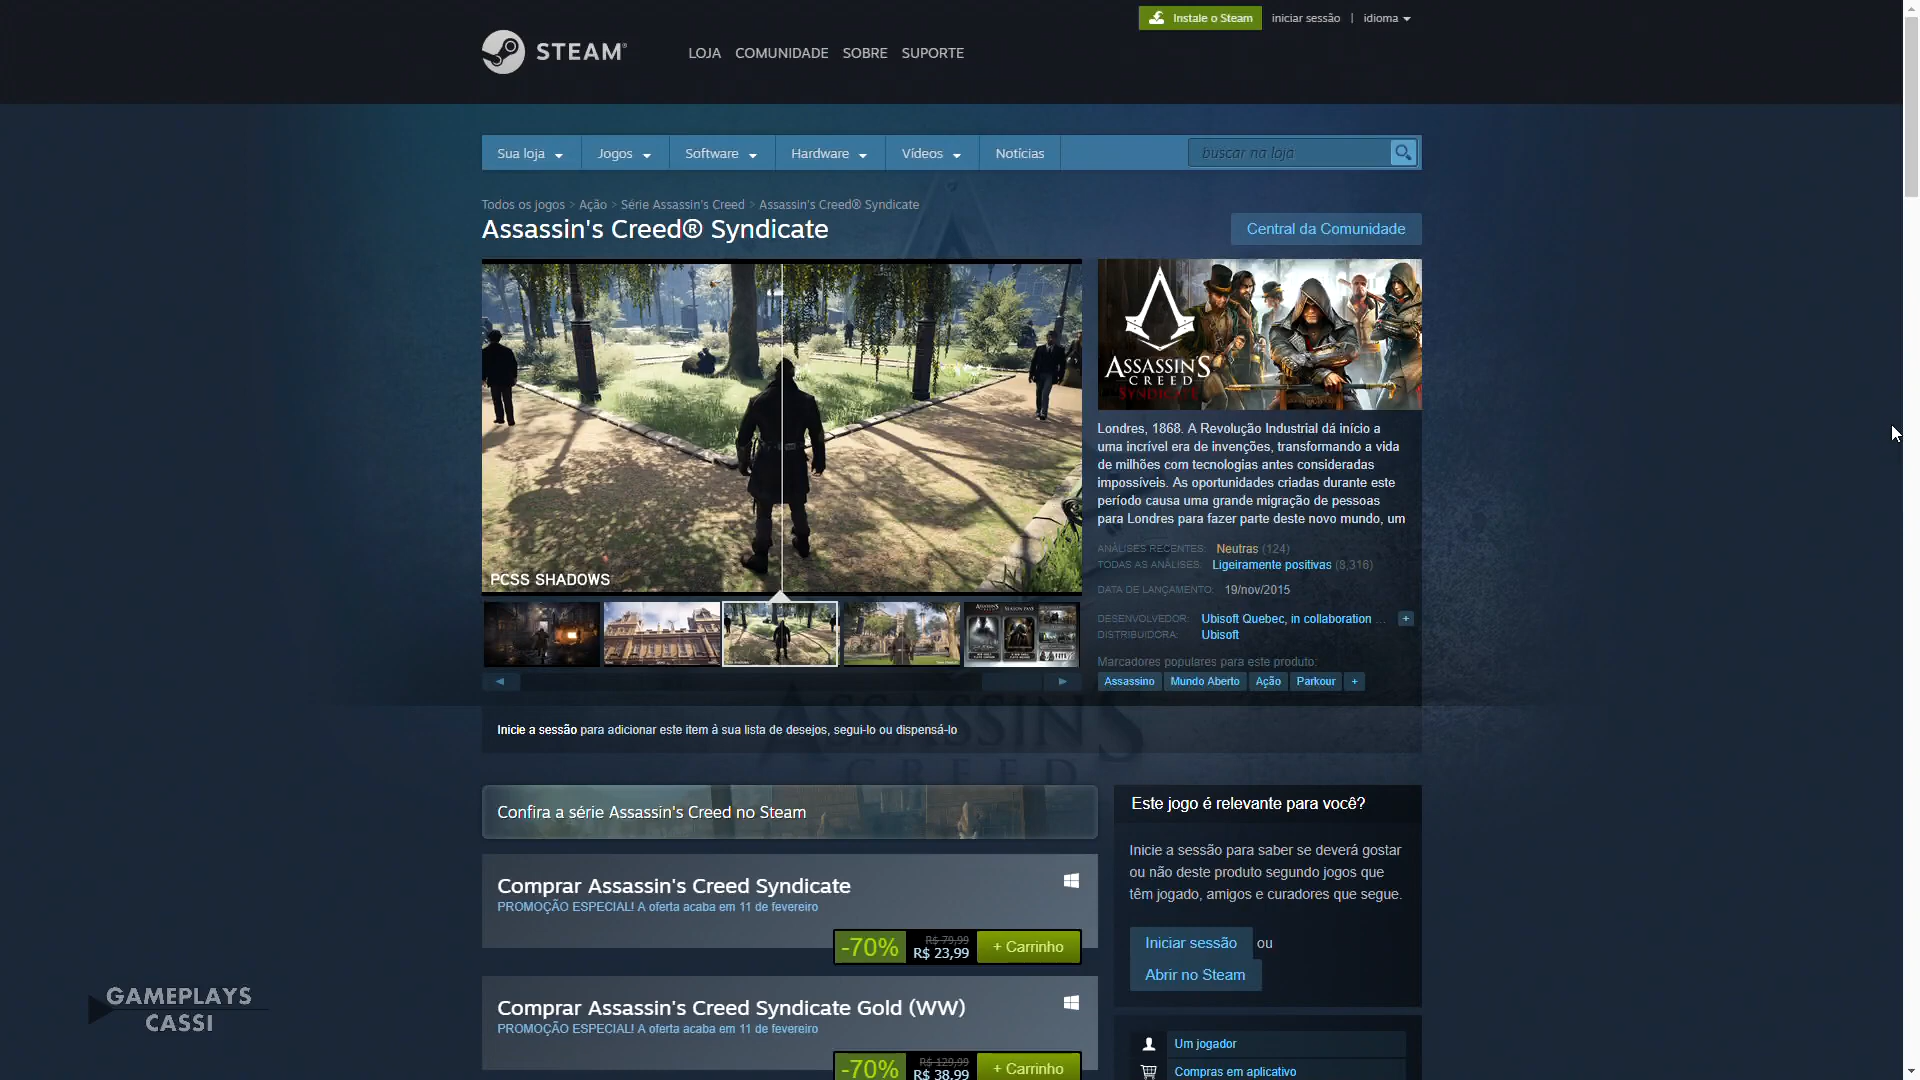 Instale o Steam
iniciar sessão | idioma
STEAM®
LOJA COMUNIDADE SOBRE SUPORTE
Sua loja Jogos Software Hardware Vídeos Notícias
buscar na loja
Todos os jogos > Ação > Série Assassin's Creed > Assassin's Creed® Syndicate
Assassin's Creed® Syndicate
Central da Comunidade
PCSS SHADOWS
ASSASSIN'S
CREED
SYNDICATE
Londres, 1868. A Revolução Industrial dá início a
uma incrível era de invenções, transformando a vida
de milhões com tecnologias antes consideradas
impossíveis. As oportunidades criadas durante este
período causa uma grande migração de pessoas
para Londres para fazer parte deste novo mundo, um
ANÁLISES RECENTES: Neutras (124)
TODAS AS ANÁLISES: Ligeiramente positivas (8,316)
DATA DE LANÇAMENTO: 19/nov/2015
DESENVOLVEDOR: Ubisoft Quebec, in collaboration ... +
DISTRIBUIDORA: Ubisoft
Marcadores populares para este produto:
Assassino Mundo Aberto Ação Parkour +
Inicie a sessão para adicionar este item à sua lista de desejos, segui-lo ou dispensá-lo
ASSASSIN'S
CREED
Confira a série Assassin's Creed no Steam
Comprar Assassin's Creed Syndicate
PROMOÇÃO ESPECIAL! A oferta acaba em 11 de fevereiro
-70% R$ 79,99 R$ 23,99 + Carrinho
Comprar Assassin's Creed Syndicate Gold (WW)
PROMOÇÃO ESPECIAL! A oferta acaba em 11 de fevereiro
-70% R$ 129,99 R$ 38,99 + Carrinho
Este jogo é relevante para você?
Inicie a sessão para saber se deverá gostar
ou não deste produto segundo jogos que
têm jogado, amigos e curadores que segue.
Iniciar sessão ou
Abrir no Steam
Um jogador
Compras em aplicativo
GAMEPLAYS
CASSI